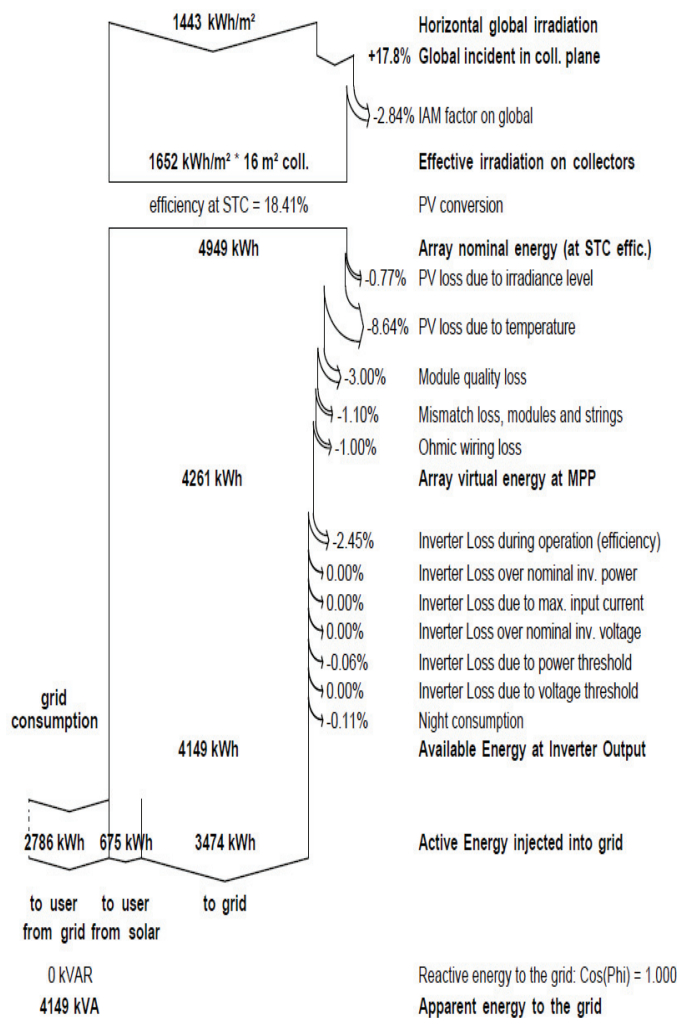 1443 kWh/m² Horizontal global irradiation
+17.8% Global incident in coll. plane
-2.84% IAM factor on global
1652 kWh/m² * 16 m² coll. Effective irradiation on collectors
efficiency at STC = 18.41% PV conversion
4949 kWh Array nominal energy (at STC effic.)
-0.77% PV loss due to irradiance level
-8.64% PV loss due to temperature
-3.00% Module quality loss
-1.10% Mismatch loss, modules and strings
-1.00% Ohmic wiring loss
4261 kWh Array virtual energy at MPP
-2.45% Inverter Loss during operation (efficiency)
0.00% Inverter Loss over nominal inv. power
0.00% Inverter Loss due to max. input current
0.00% Inverter Loss over nominal inv. voltage
-0.06% Inverter Loss due to power threshold
0.00% Inverter Loss due to voltage threshold
grid
consumption
-0.11% Night consumption
4149 kWh Available Energy at Inverter Output
2786 kWh 675 kWh 3474 kWh Active Energy injected into grid
to user to user to grid
from grid from solar
0 kVAR Reactive energy to the grid: Cos(Phi) = 1.000
4149 kVA Apparent energy to the grid